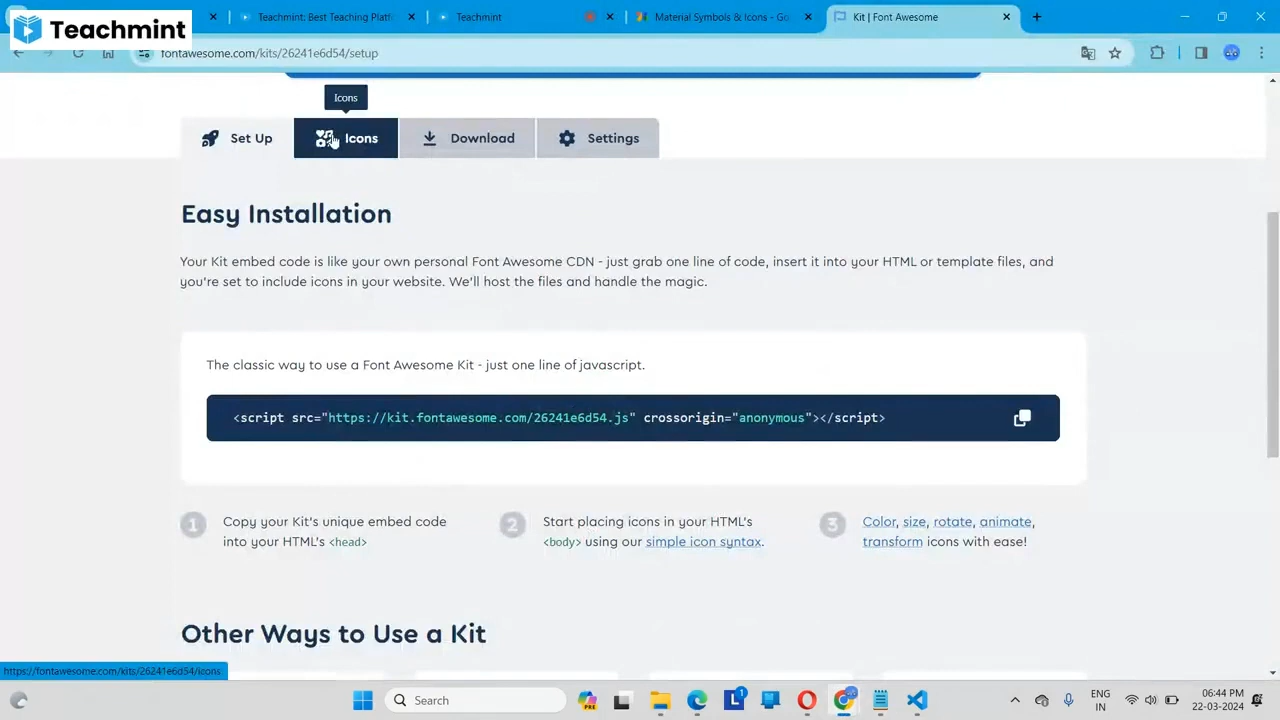 Teachmint
Teachmint: Best Teaching Platf
Teachmint
Material Symbols & Icons - Go
Kit | Font Awesome
fontawesome.com/kits/26241e6d54/setup
Icons
Set Up
Icons
Download
Settings
Easy Installation
Your Kit embed code is like your own personal Font Awesome CDN - just grab one line of code, insert it into your HTML or template files, and
you're set to include icons in your website. We'll host the files and handle the magic.
The classic way to use a Font Awesome Kit - just one line of javascript.
<script src="https://kit.fontawesome.com/26241e6d54.js" crossorigin="anonymous"></script>
1 Copy your Kit's unique embed code
into your HTML's <head>
2 Start placing icons in your HTML's
<body> using our simple icon syntax.
3 Color, size, rotate, animate,
transform icons with ease!
Other Ways to Use a Kit
https://fontawesome.com/kits/26241e6d54/icons
Search
1
ENG
IN
06:44 PM
22-03-2024